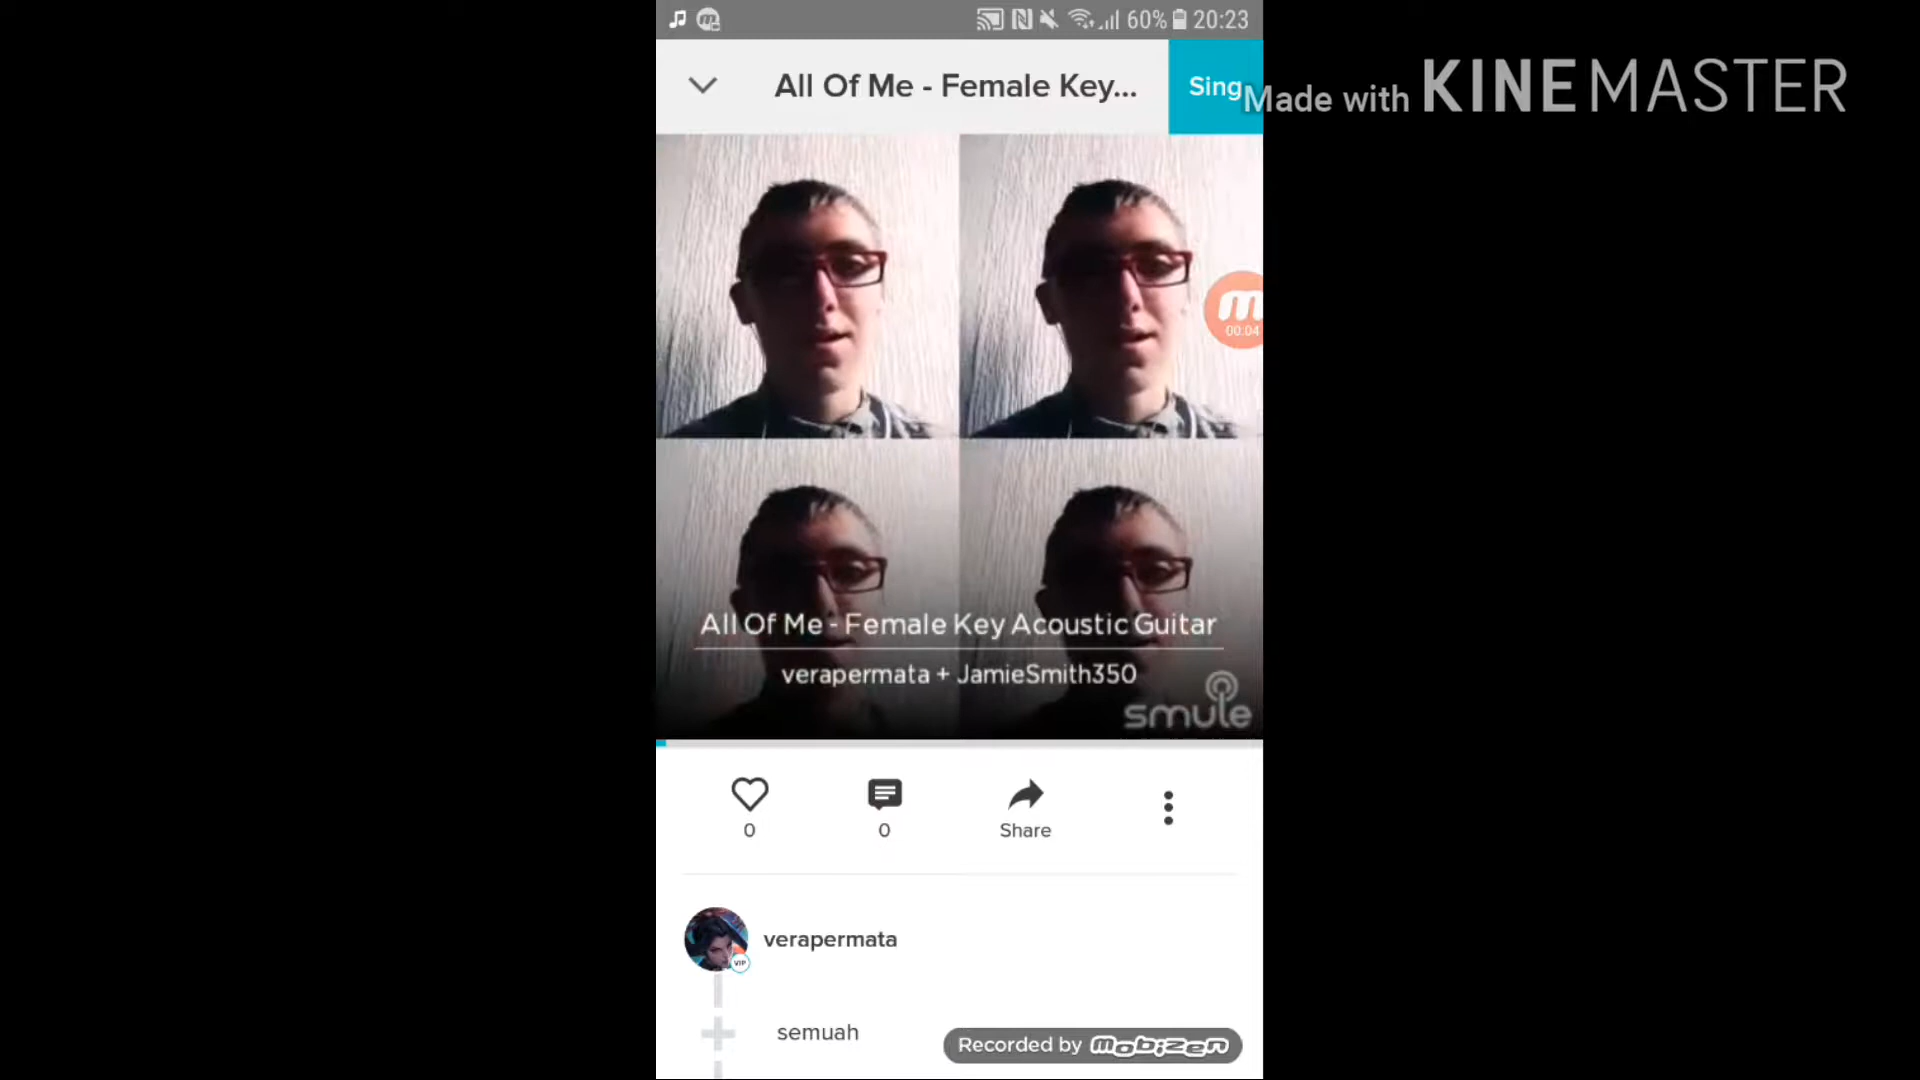 60% 20:23
All Of Me - Female Key...
Sing
Made with KINEMASTER
00:04
All Of Me - Female Key Acoustic Guitar
verapermata + JamieSmith350
smule
0
0
Share
verapermata
VIP
semuah
Recorded by mobizen